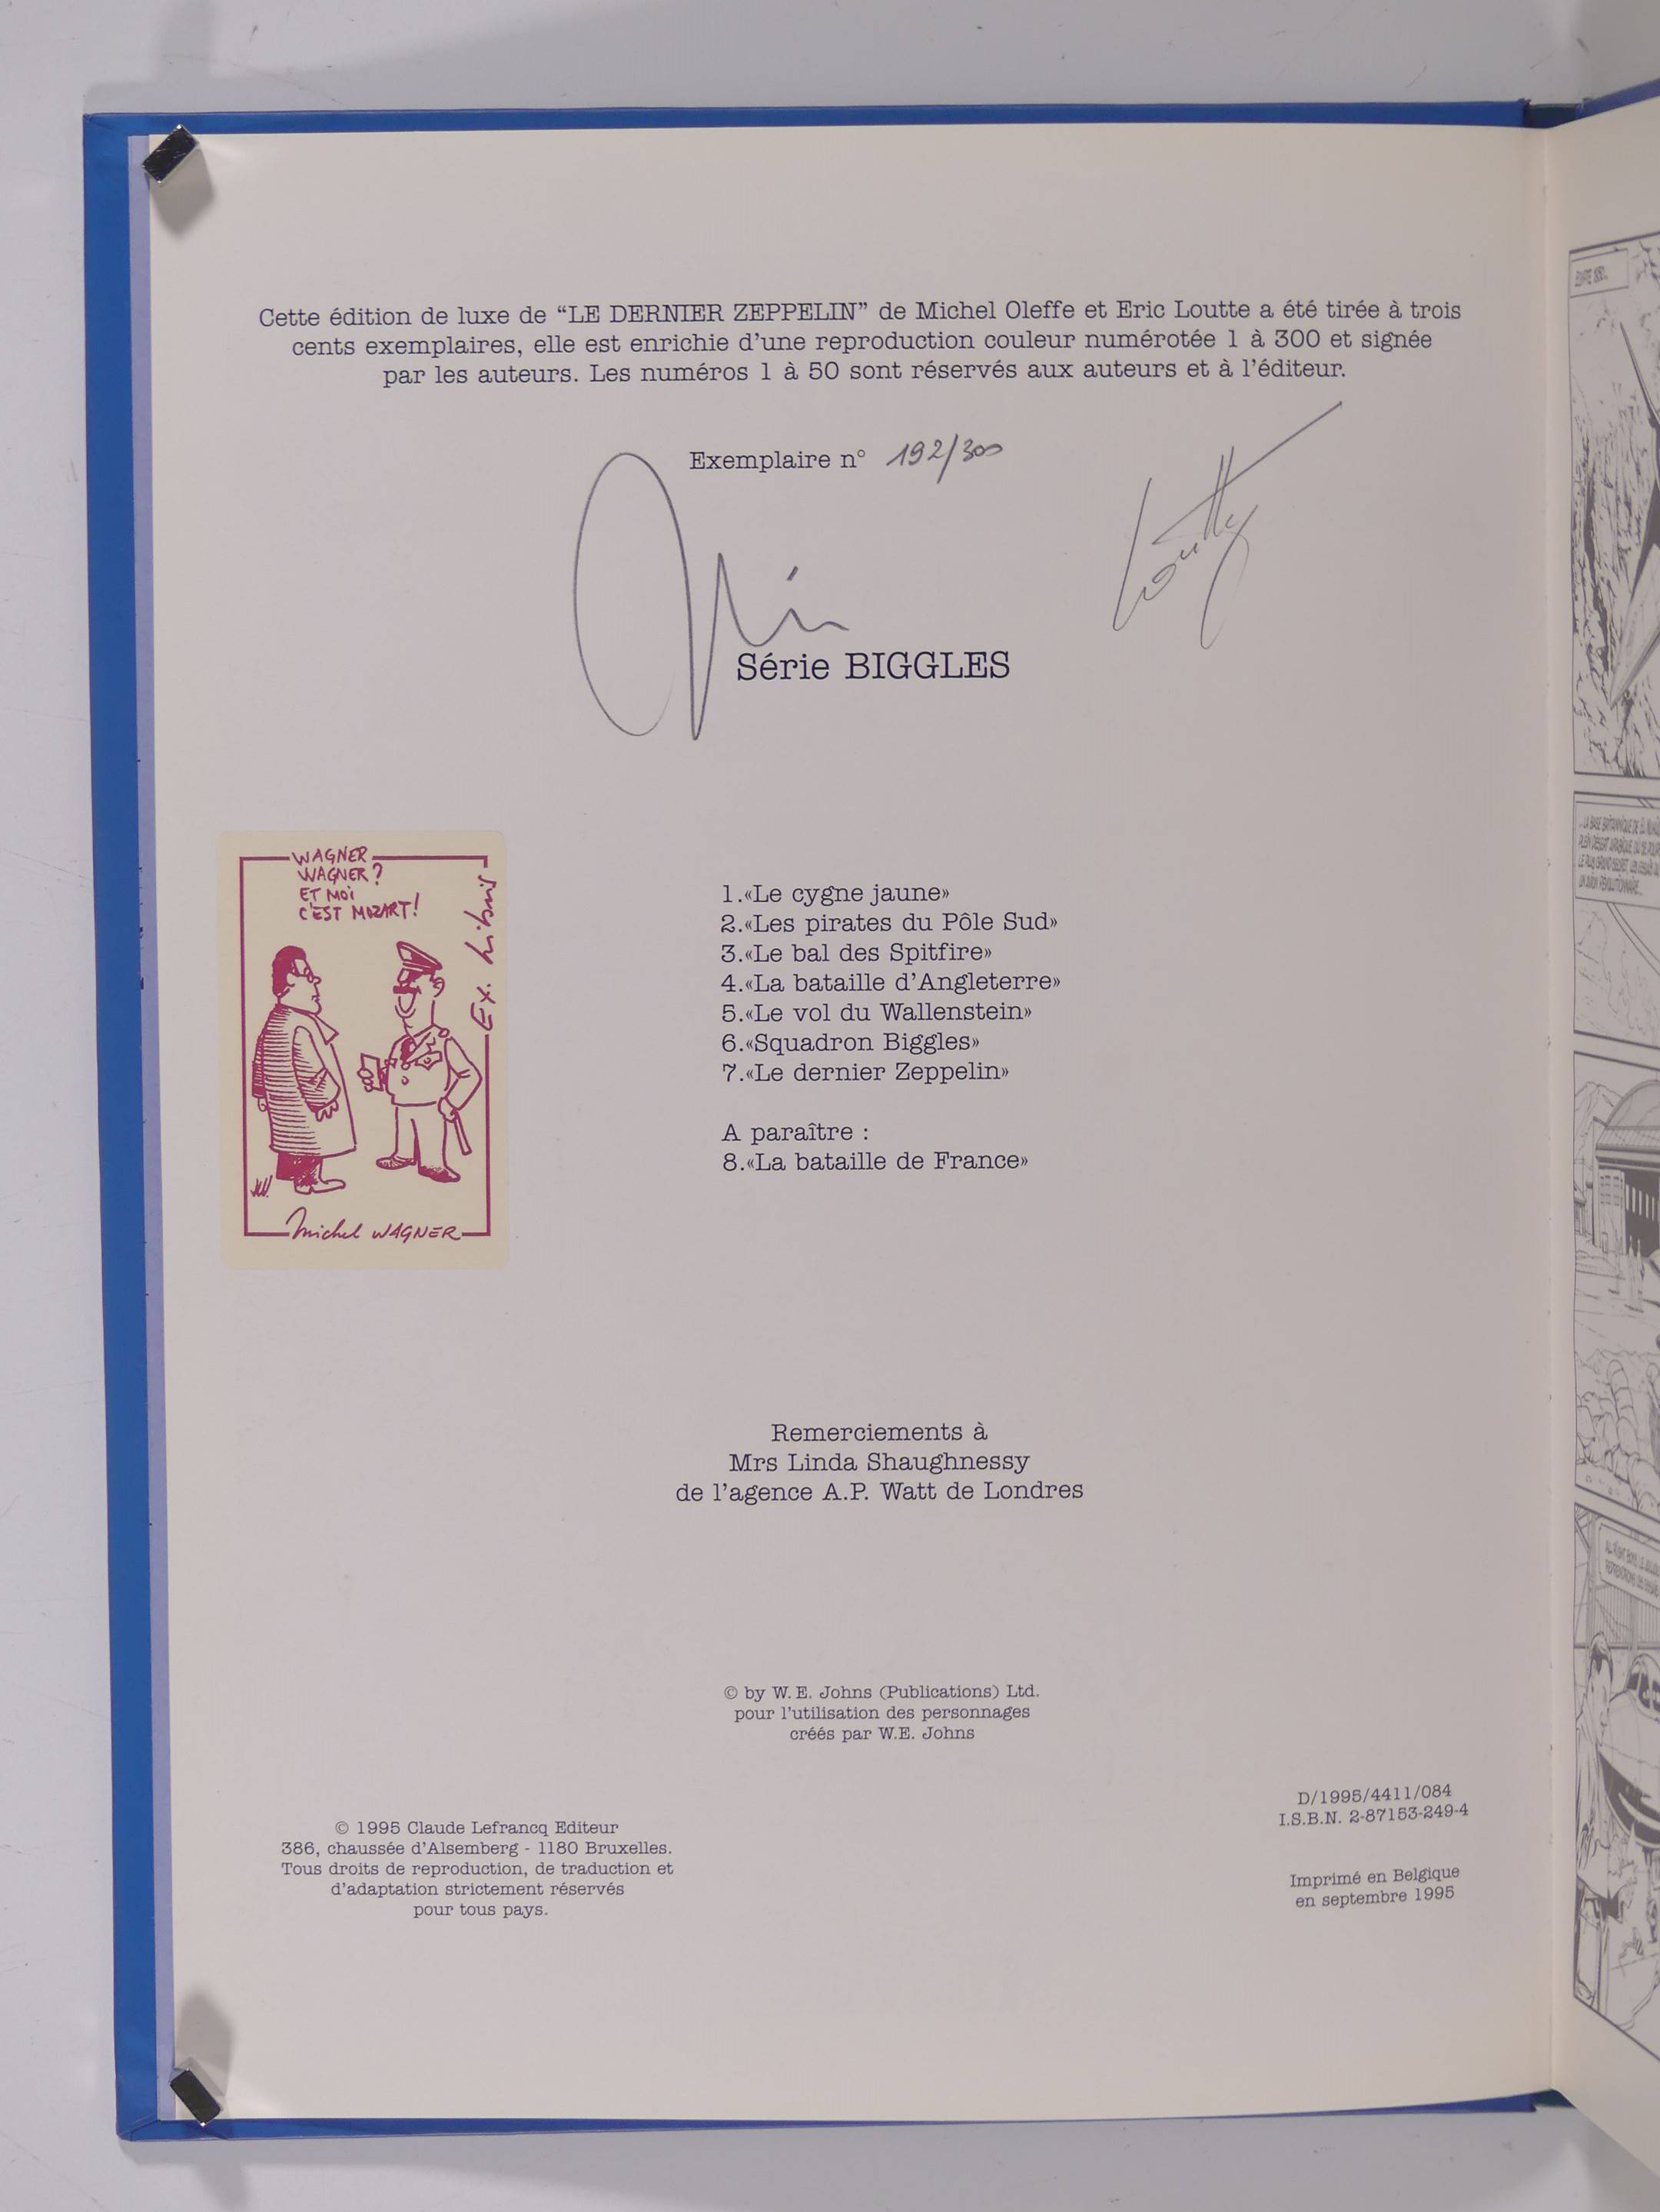 Cette édition de luxe de “LE DERNIER ZEPPELIN” de Michel Oleffe et Eric Loutte a été tirée à trois
cents exemplaires, elle est enrichie d’une reproduction couleur numérotée 1 à 300 et signée
par les auteurs. Les numéros 1 à 50 sont réservés aux auteurs et à l’éditeur.
Exemplaire n° 192/300
Loutte
Série BIGGLES
WAGNER
WAGNER?
ET MOI
C'EST MOZART!
Ex. Libris
Michel WAGNER
1.«Le cygne jaune»
2.«Les pirates du Pôle Sud»
3.«Le bal des Spitfire»
4.«La bataille d’Angleterre»
5.«Le vol du Wallenstein»
6.«Squadron Biggles»
7.«Le dernier Zeppelin»
A paraître :
8.«La bataille de France»
Remerciements à
Mrs Linda Shaughnessy
de l’agence A.P. Watt de Londres
© by W. E. Johns (Publications) Ltd.
pour l’utilisation des personnages
créés par W.E. Johns
© 1995 Claude Lefrancq Editeur
386, chaussée d’Alsemberg - 1180 Bruxelles.
Tous droits de reproduction, de traduction et
d’adaptation strictement réservés
pour tous pays.
D/1995/4411/084
I.S.B.N. 2-87153-249-4
Imprimé en Belgique
en septembre 1995